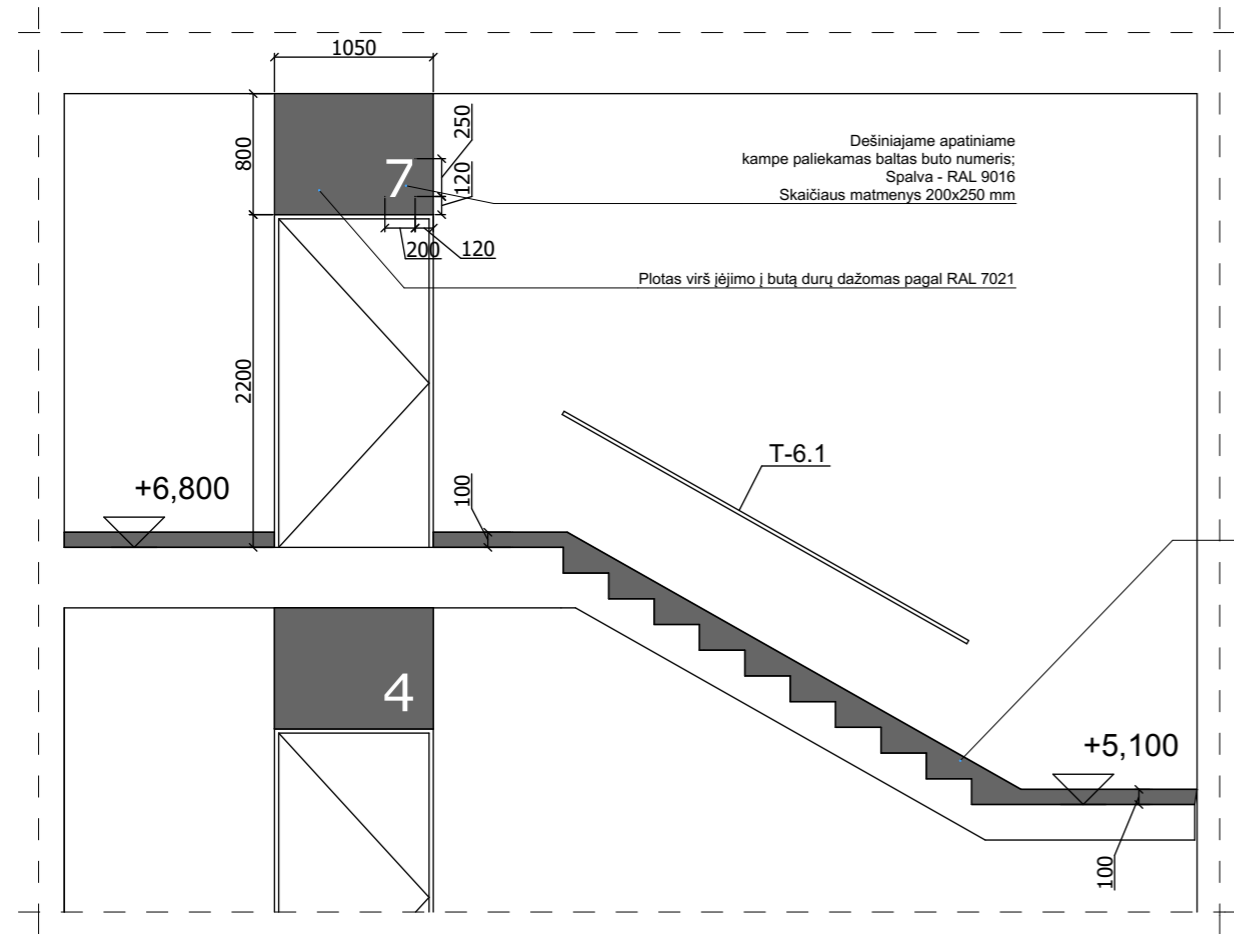 1050
800
250
120
7
Dešiniajame apatiniame
kampe paliekamas baltas buto numeris;
Spalva - RAL 9016
Skaičiaus matmenys 200x250 mm
200
120
Plotas virš įėjimo į butą durų dažomas pagal RAL 7021
2200
T-6.1
+6,800
100
4
+5,100
100